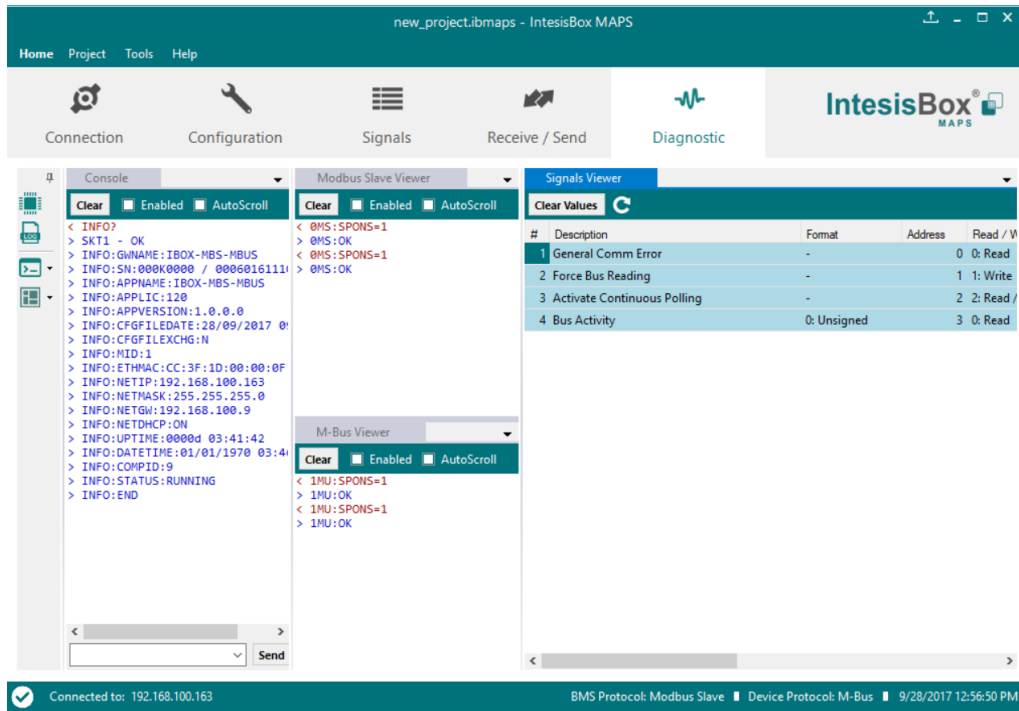 new_project.ibmaps - IntesisBox MAPS
Home Project Tools Help
Connection Configuration Signals Receive / Send Diagnostic
IntesisBox®
MAPS
Console
Clear Enabled AutoScroll
< INFO?
> SKT1 - OK
> INFO:GWNAME:IBOX-MBS-MBUS
> INFO:SN:000K0000 / 0006016111
> INFO:APPNAME:IBOX-MBS-MBUS
> INFO:APPLIC:120
> INFO:APPVERSION:1.0.0.0
> INFO:CFGFILEDATE:28/09/2017 0
> INFO:CFGFILEXCHG:N
> INFO:MID:1
> INFO:ETHMAC:CC:3F:1D:00:00:0F
> INFO:NETIP:192.168.100.163
> INFO:NETMASK:255.255.255.0
> INFO:NETGW:192.168.100.9
> INFO:NETDHCP:ON
> INFO:UPTIME:0000d 03:41:42
> INFO:DATETIME:01/01/1970 03:4
> INFO:COMPID:9
> INFO:STATUS:RUNNING
> INFO:END
Send
Modbus Slave Viewer
Clear Enabled AutoScroll
< 0MS:SPONS=1
> 0MS:OK
< 0MS:SPONS=1
> 0MS:OK
M-Bus Viewer
Clear Enabled AutoScroll
< 1MU:SPONS=1
> 1MU:OK
< 1MU:SPONS=1
> 1MU:OK
Signals Viewer
Clear Values
# Description Format Address Read / W
1 General Comm Error - 0 0: Read
2 Force Bus Reading - 1 1: Write
3 Activate Continuous Polling - 2 2: Read /
4 Bus Activity 0: Unsigned 3 0: Read
LOG
Connected to: 192.168.100.163
BMS Protocol: Modbus Slave Device Protocol: M-Bus 9/28/2017 12:56:50 PM